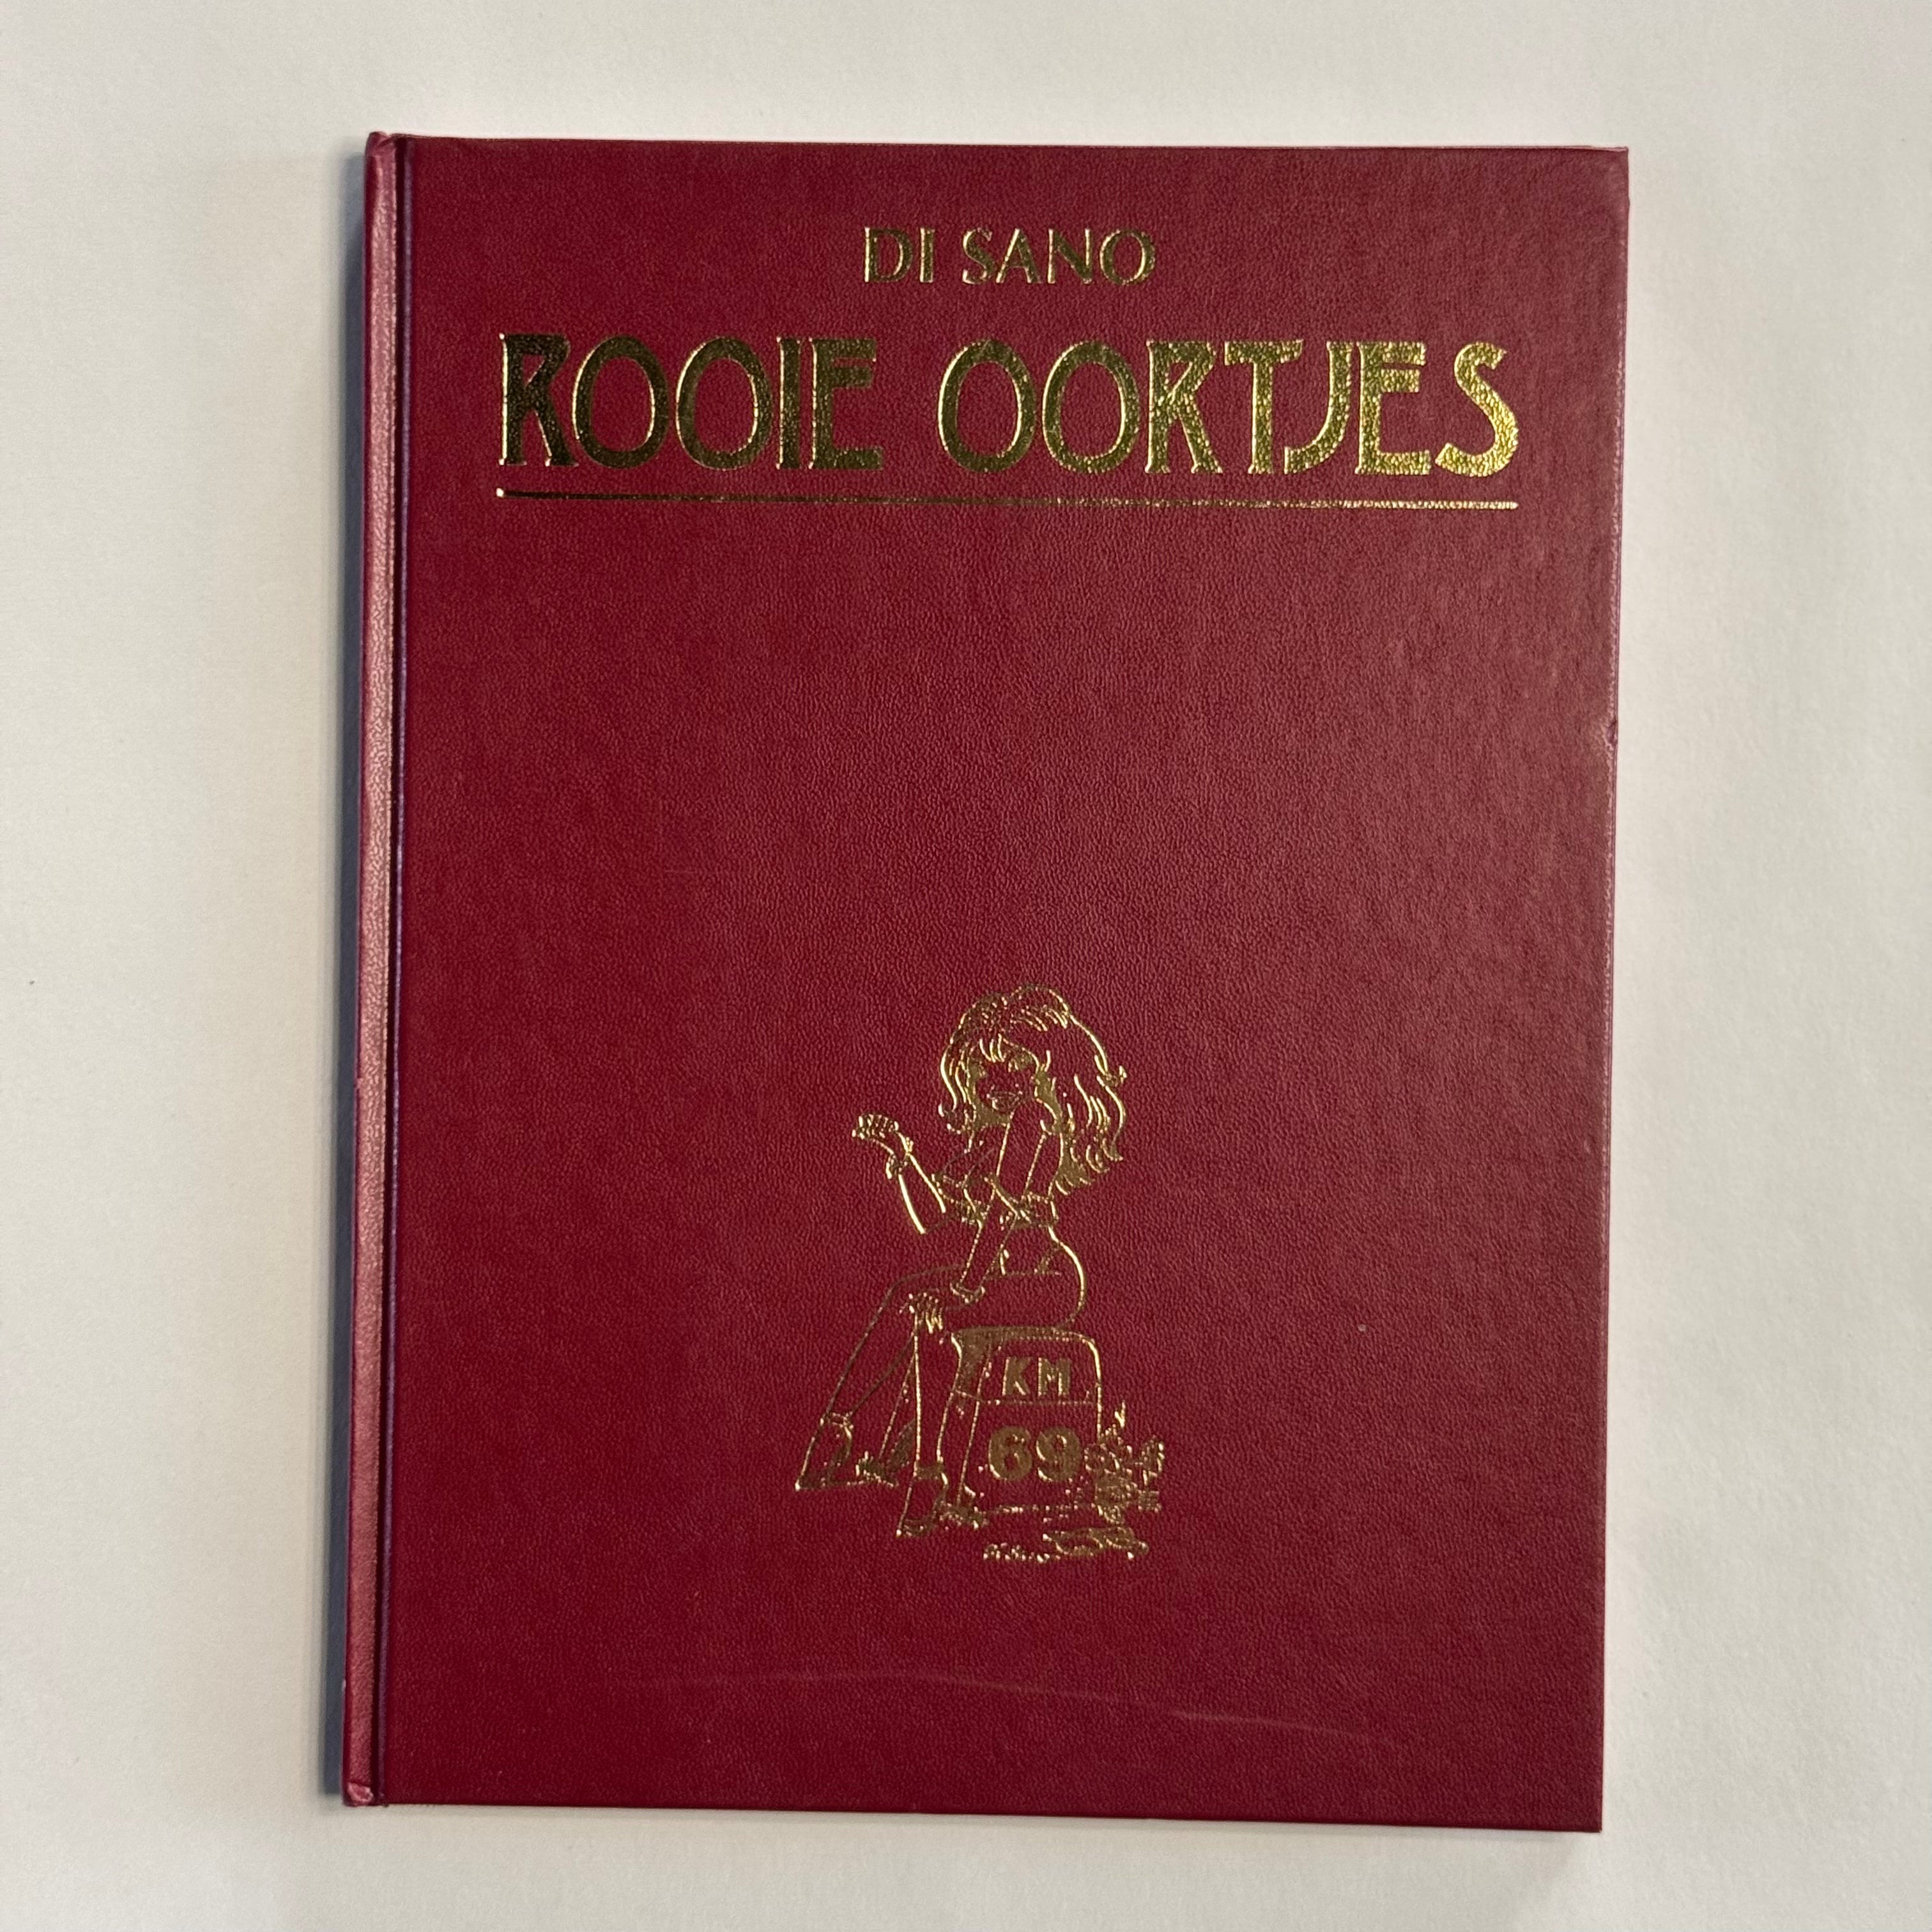 DI SANO
ROOIE OORTJES
KM
69